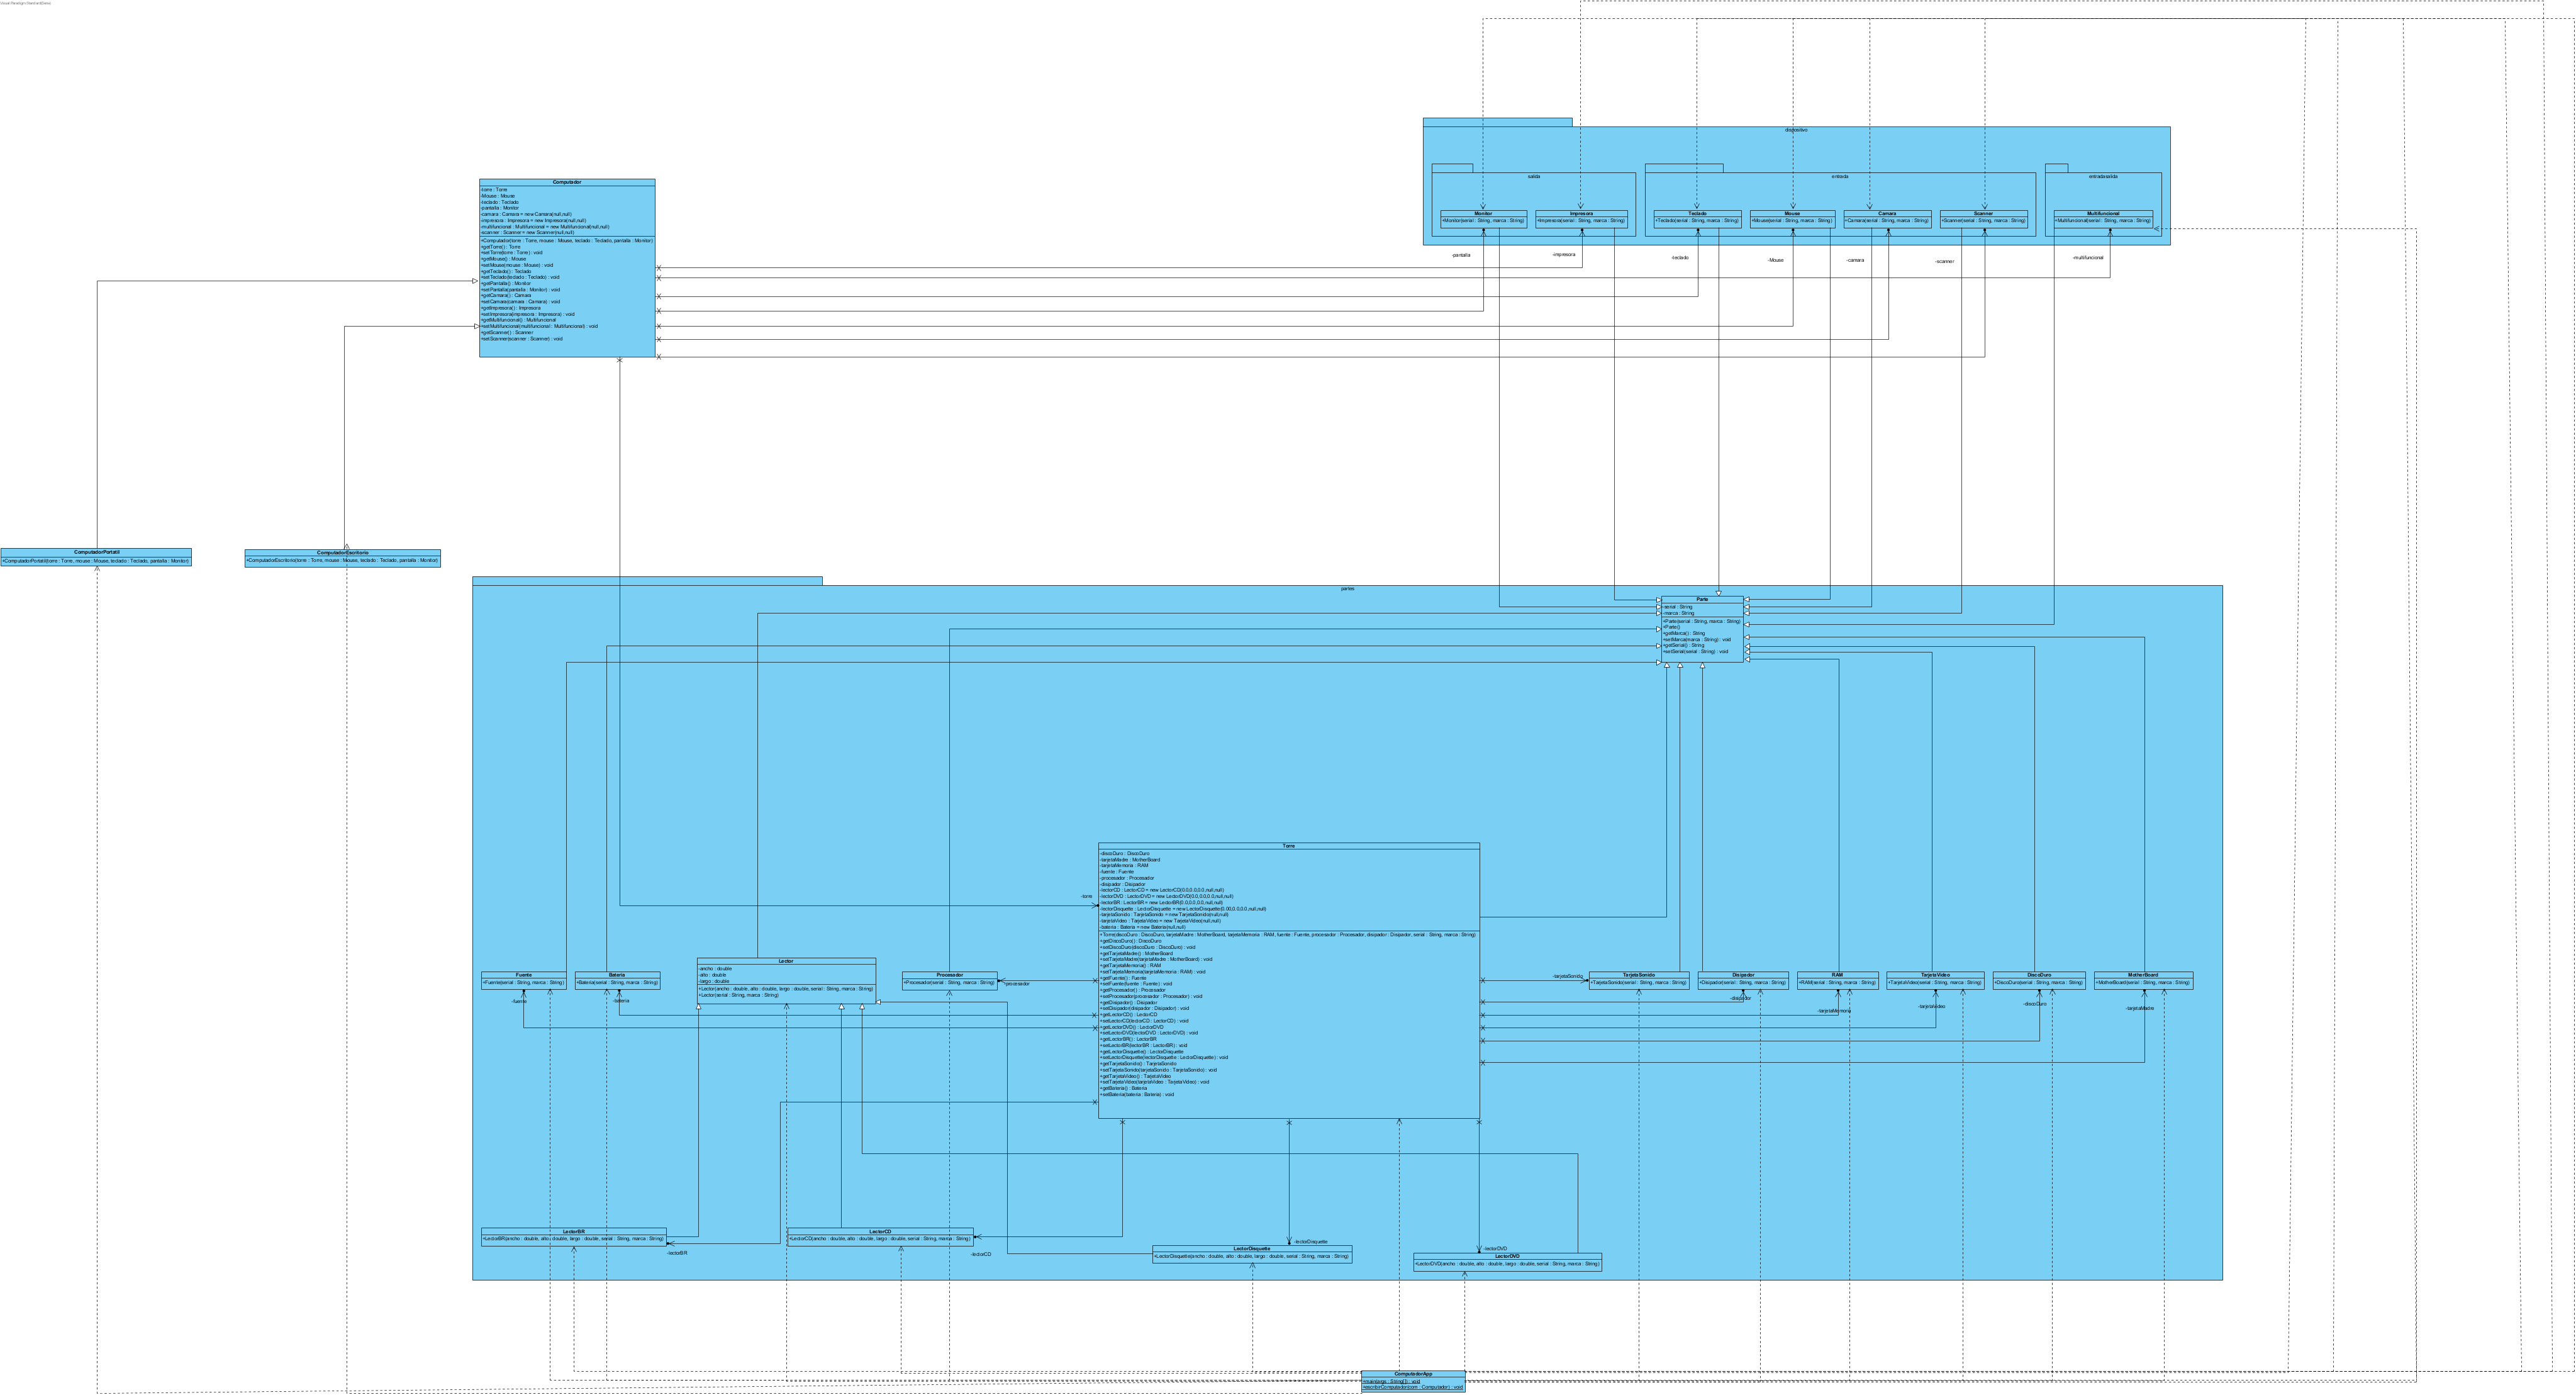 Visual Paradigm Standard
dispositivo
salida
entrada
entradasalida
Monitor
+Monitor(serial : String, marca : String)
Impresora
+Impresora(serial : String, marca : String)
Teclado
+Teclado(serial : String, marca : String)
Mouse
+Mouse(serial : String, marca : String)
Camara
+Camara(serial : String, marca : String)
Scanner
+Scanner(serial : String, marca : String)
Multifuncional
+Multifuncional(serial : String, marca : String)
-pantalla
-impresora
-teclado
-Mouse
-camara
-scanner
-multifuncional
Computador
-torre : Torre
-Mouse : Mouse
-teclado : Teclado
-pantalla : Monitor
-camara : Camara = new Camara(null,null)
-impresora : Impresora = new Impresora(null,null)
-multifuncional : Multifuncional = new Multifuncional(null,null)
-scanner : Scanner = new Scanner(null,null)
+Computador(torre : Torre, mouse : Mouse, teclado : Teclado, pantalla : Monitor)
+getTorre() : Torre
+setTorre(torre : Torre) : void
+getMouse() : Mouse
+setMouse(mouse : Mouse) : void
+getTeclado() : Teclado
+setTeclado(teclado : Teclado) : void
+getPantalla() : Monitor
+setPantalla(pantalla : Monitor) : void
+getCamara() : Camara
+setCamara(camara : Camara) : void
+getImpresora() : Impresora
+setImpresora(impresora : Impresora) : void
+getMultifuncional() : Multifuncional
+setMultifuncional(multifuncional : Multifuncional) : void
+getScanner() : Scanner
+setScanner(scanner : Scanner) : void
ComputadorPortatil
+ComputadorPortatil(torre : Torre, mouse : Mouse, teclado : Teclado, pantalla : Monitor)
ComputadorEscritorio
+ComputadorEscritorio(torre : Torre, mouse : Mouse, teclado : Teclado, pantalla : Monitor)
partes
Parte
-serial : String
-marca : String
+Parte(serial : String, marca : String)
+Parte()
+getMarca() : String
+setMarca(marca : String) : void
+getSerial() : String
+setSerial(serial : String) : void
Torre
-discoDuro : DiscoDuro
-tarjetaMadre : MotherBoard
-tarjetaMemoria : RAM
-fuente : Fuente
-procesador : Procesador
-disipador : Disipador
-lectorCD : LectorCD = new LectorCD(0.0,0.0,0.0,null,null)
-lectorDVD : LectorDVD = new LectorDVD(0.0,0.0,0.0,null,null)
-lectorBR : LectorBR = new LectorBR(0.0,0.0,0.0,null,null)
-lectorDisquette : LectorDisquette = new LectorDisquette(0.00,0.0,0.0,null,null)
-tarjetaSonido : TarjetaSonido = new TarjetaSonido(null,null)
-tarjetaVideo : TarjetaVideo = new TarjetaVideo(null,null)
-bateria : Bateria = new Bateria(null,null)
+Torre(discoDuro : DiscoDuro, tarjetaMadre : MotherBoard, tarjetaMemoria : RAM, fuente : Fuente, procesador : Procesador, disipador : Disipador, serial : String, marca : String)
+getDiscoDuro() : DiscoDuro
+setDiscoDuro(discoDuro : DiscoDuro) : void
+getTarjetaMadre() : MotherBoard
+setTarjetaMadre(tarjetaMadre : MotherBoard) : void
+getTarjetaMemoria() : RAM
+setTarjetaMemoria(tarjetaMemoria : RAM) : void
+getFuente() : Fuente
+setFuente(fuente : Fuente) : void
+getProcesador() : Procesador
+setProcesador(procesador : Procesador) : void
+getDisipador() : Disipador
+setDisipador(disipador : Disipador) : void
+getLectorCD() : LectorCD
+setLectorCD(lectorCD : LectorCD) : void
+getLectorDVD() : LectorDVD
+setLectorDVD(lectorDVD : LectorDVD) : void
+getLectorBR() : LectorBR
+setLectorBR(lectorBR : LectorBR) : void
+getLectorDisquette() : LectorDisquette
+setLectorDisquette(lectorDisquette : LectorDisquette) : void
+getTarjetaSonido() : TarjetaSonido
+setTarjetaSonido(tarjetaSonido : TarjetaSonido) : void
+getTarjetaVideo() : TarjetaVideo
+setTarjetaVideo(tarjetaVideo : TarjetaVideo) : void
+getBateria() : Bateria
+setBateria(bateria : Bateria) : void
-torre
Fuente
+Fuente(serial : String, marca : String)
-fuente
Bateria
+Bateria(serial : String, marca : String)
-bateria
Lector
-ancho : double
-alto : double
-largo : double
+Lector(ancho : double, alto : double, largo : double, serial : String, marca : String)
+Lector(serial : String, marca : String)
Procesador
+Procesador(serial : String, marca : String)
-procesador
-tarjetaSonido
TarjetaSonido
+TarjetaSonido(serial : String, marca : String)
Disipador
+Disipador(serial : String, marca : String)
-disipador
RAM
+RAM(serial : String, marca : String)
-tarjetaMemoria
TarjetaVideo
+TarjetaVideo(serial : String, marca : String)
-tarjetaVideo
DiscoDuro
+DiscoDuro(serial : String, marca : String)
-discoDuro
MotherBoard
+MotherBoard(serial : String, marca : String)
-tarjetaMadre
LectorBR
+LectorBR(ancho : double, alto : double, largo : double, serial : String, marca : String)
-lectorBR
LectorCD
+LectorCD(ancho : double, alto : double, largo : double, serial : String, marca : String)
-lectorCD
-lectorDisquette
LectorDisquette
+LectorDisquette(ancho : double, alto : double, largo : double, serial : String, marca : String)
-lectorDVD
LectorDVD
+LectorDVD(ancho : double, alto : double, largo : double, serial : String, marca : String)
ComputadorApp
+main(args : String[]) : void
+escribirComputador(com : Computador) : void